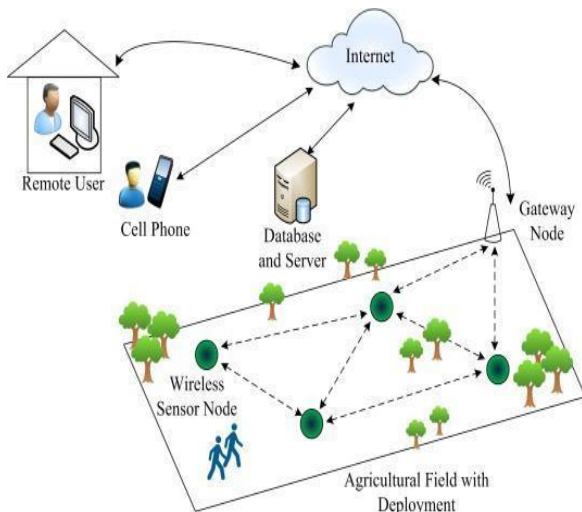 Internet
Remote User
Cell Phone
Database
and Server
Gateway
Node
Wireless
Sensor Node
Agricultural Field with
Deployment